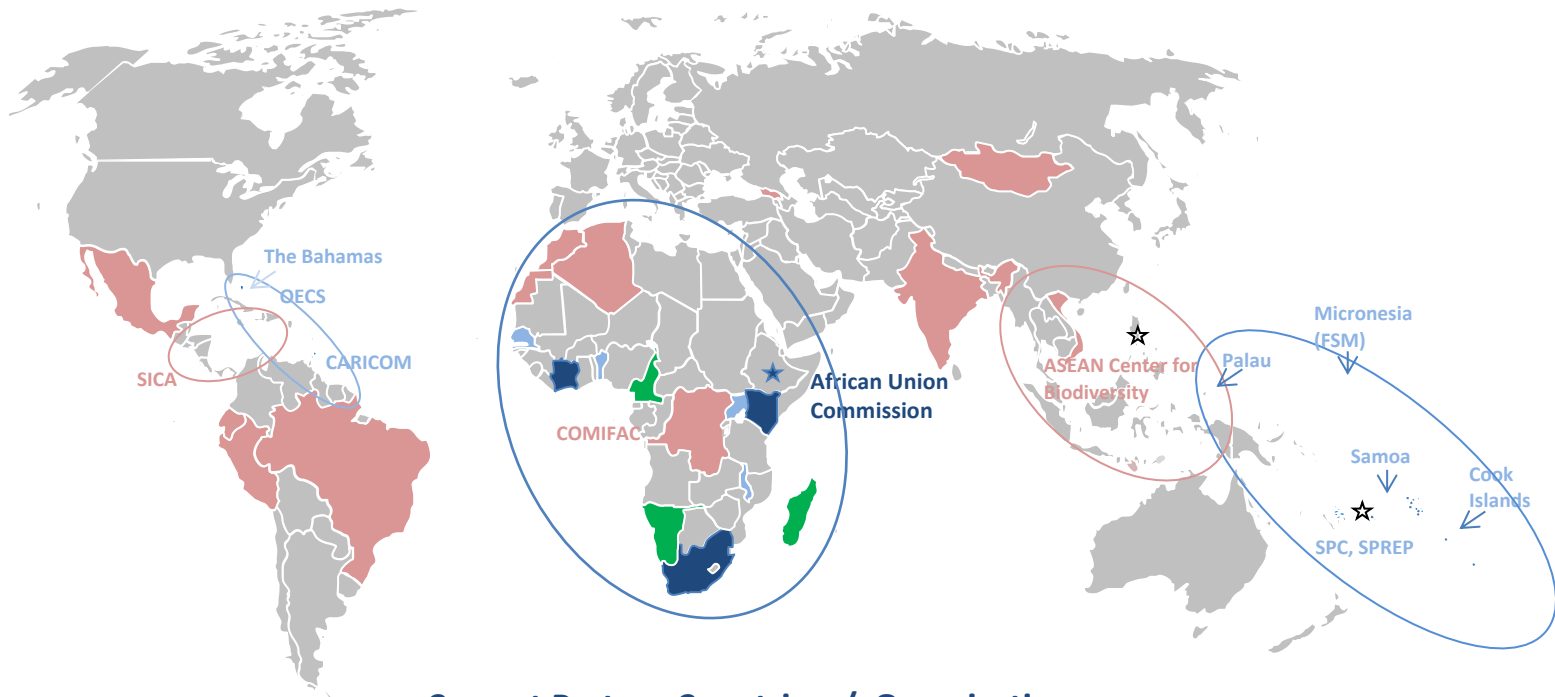 The Bahamas
OECS
CARICOM
SICA
African Union
Commission
COMIFAC
ASEAN Center for
Biodiversity
Palau
Micronesia
(FSM)
Samoa
Cook
Islands
SPC, SPREP